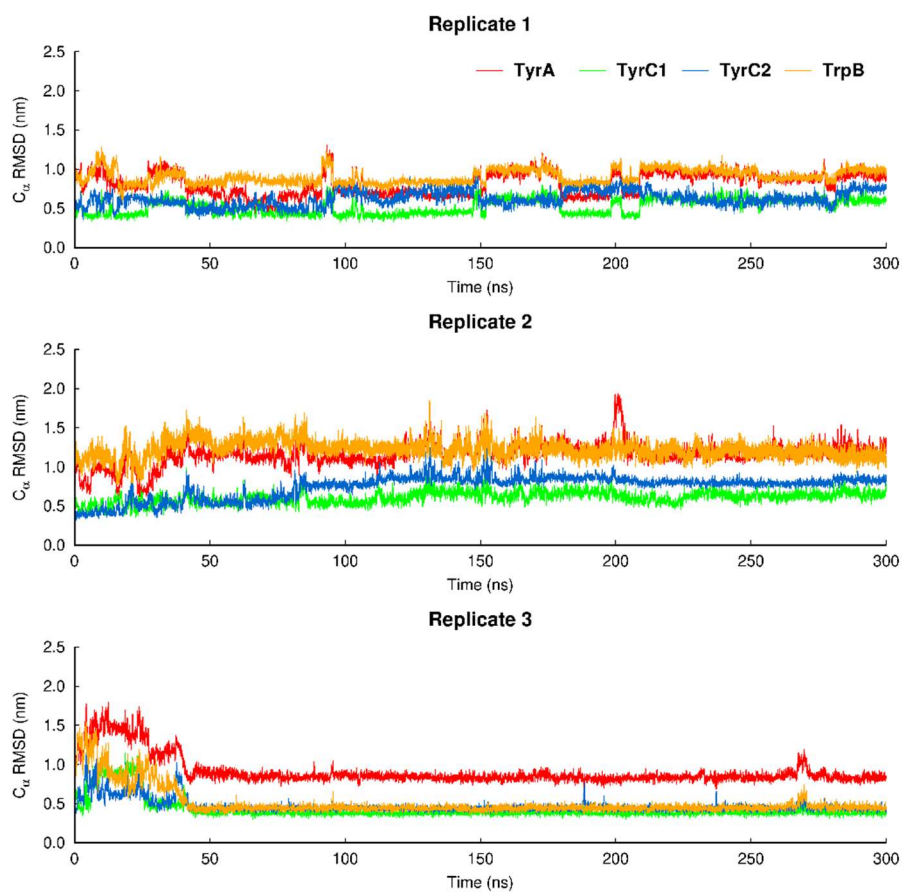 Replicate 1
2.5
2.0
1.5
1.0
0.5
0.0
Cα RMSD (nm)
TyrA TyrC1 TyrC2 TrpB
0 50 100 150 200 250 300
Time (ns)
Replicate 2
2.5
2.0
1.5
1.0
0.5
0.0
Cα RMSD (nm)
0 50 100 150 200 250 300
Time (ns)
Replicate 3
2.5
2.0
1.5
1.0
0.5
0.0
Cα RMSD (nm)
0 50 100 150 200 250 300
Time (ns)